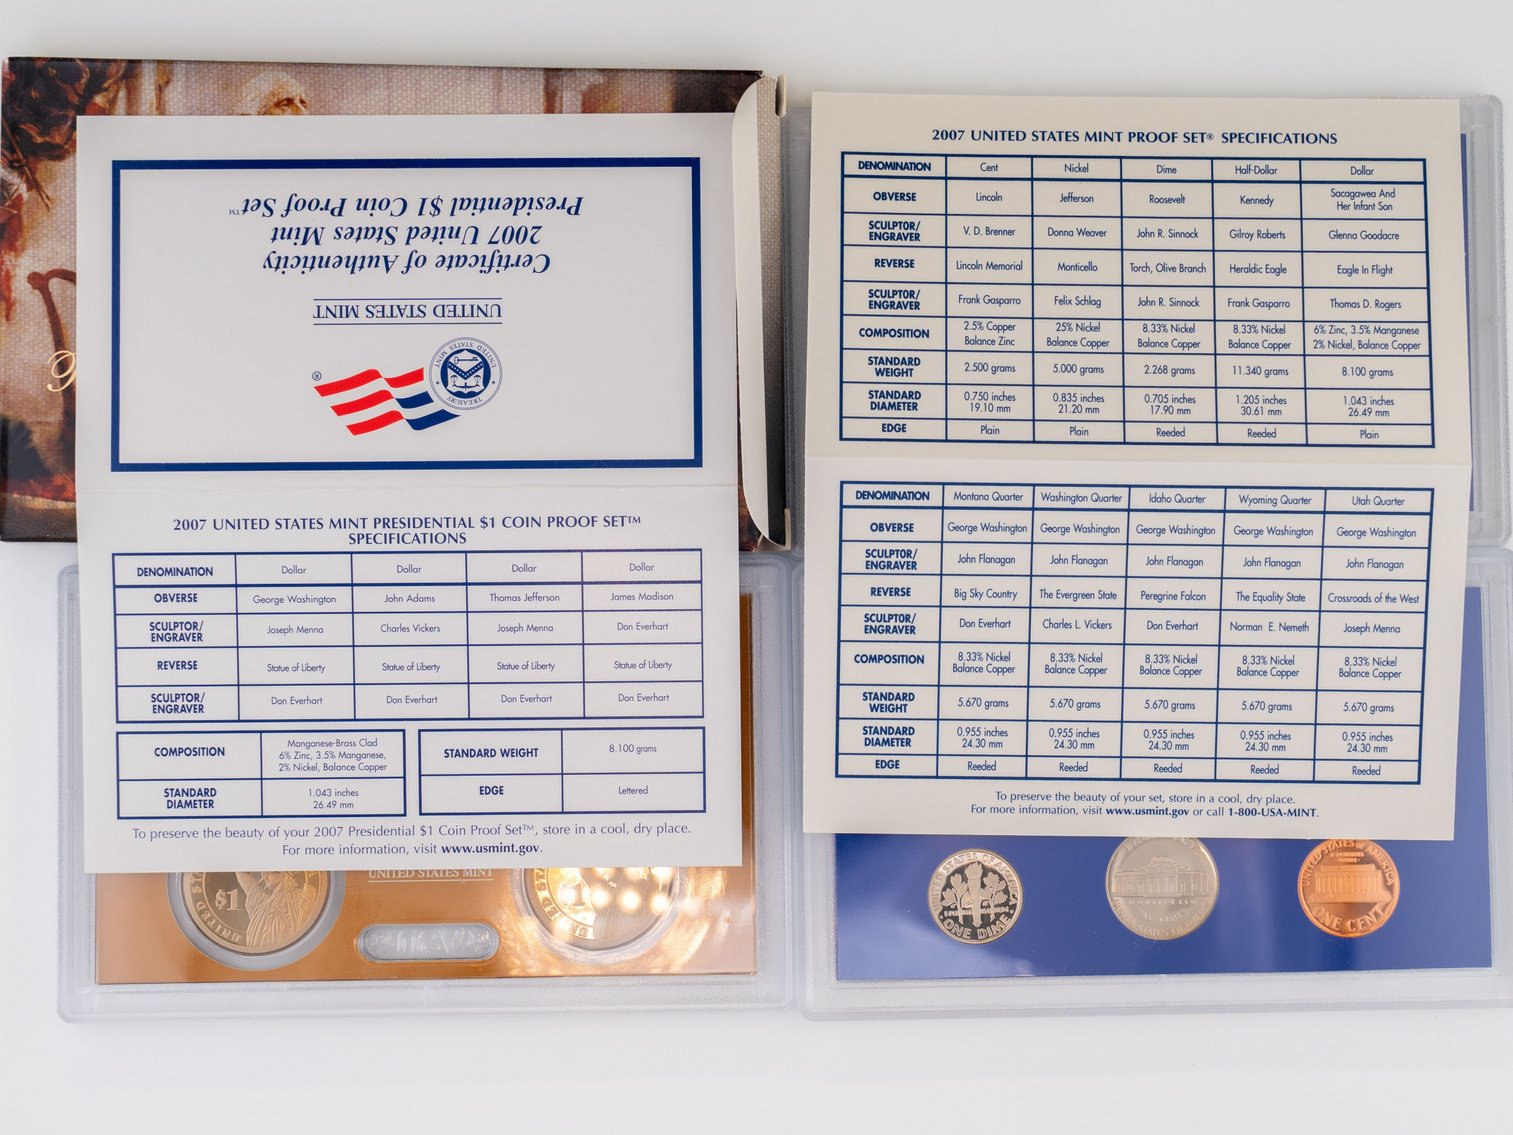 Certificate of Authenticity
2007 United States Mint
Presidential $1 Coin Proof Set™
UNITED STATES MINT
TREASURY
UNITED STATES MINT
®
2007 UNITED STATES MINT PRESIDENTIAL $1 COIN PROOF SET™
SPECIFICATIONS
DENOMINATION Dollar Dollar Dollar Dollar
OBVERSE George Washington John Adams Thomas Jefferson James Madison
SCULPTOR/ENGRAVER Joseph Menna Charles Vickers Joseph Menna Don Everhart
REVERSE Statue of Liberty Statue of Liberty Statue of Liberty Statue of Liberty
SCULPTOR/ENGRAVER Don Everhart Don Everhart Don Everhart Don Everhart
COMPOSITION Manganese-Brass Clad
6% Zinc, 3.5% Manganese,
2% Nickel, Balance Copper
STANDARD DIAMETER 1.043 inches
26.49 mm
STANDARD WEIGHT 8.100 grams
EDGE Lettered
To preserve the beauty of your 2007 Presidential $1 Coin Proof Set™, store in a cool, dry place.
For more information, visit www.usmint.gov.
$1
UNITED STATES MINT
2007 UNITED STATES MINT PROOF SET® SPECIFICATIONS
DENOMINATION Cent Nickel Dime Half-Dollar Dollar
OBVERSE Lincoln Jefferson Roosevelt Kennedy Sacagawea And Her Infant Son
SCULPTOR/ENGRAVER V. D. Brenner Donna Weaver John R. Sinnock Gilroy Roberts Glenna Goodacre
REVERSE Lincoln Memorial Monticello Torch, Olive Branch Heraldic Eagle Eagle In Flight
SCULPTOR/ENGRAVER Frank Gasparro Felix Schlag John R. Sinnock Frank Gasparro Thomas D. Rogers
COMPOSITION 2.5% Copper Balance Zinc 25% Nickel Balance Copper 8.33% Nickel Balance Copper 8.33% Nickel Balance Copper 6% Zinc, 3.5% Manganese 2% Nickel, Balance Copper
STANDARD WEIGHT 2.500 grams 5.000 grams 2.268 grams 11.340 grams 8.100 grams
STANDARD DIAMETER 0.750 inches 19.10 mm 0.835 inches 21.20 mm 0.705 inches 17.90 mm 1.205 inches 30.61 mm 1.043 inches 26.49 mm
EDGE Plain Plain Reeded Reeded Plain
DENOMINATION Montana Quarter Washington Quarter Idaho Quarter Wyoming Quarter Utah Quarter
OBVERSE George Washington George Washington George Washington George Washington George Washington
SCULPTOR/ENGRAVER John Flanagan John Flanagan John Flanagan John Flanagan John Flanagan
REVERSE Big Sky Country The Evergreen State Peregrine Falcon The Equality State Crossroads of the West
SCULPTOR/ENGRAVER Don Everhart Charles L. Vickers Don Everhart Norman E. Nemeth Joseph Menna
COMPOSITION 8.33% Nickel Balance Copper 8.33% Nickel Balance Copper 8.33% Nickel Balance Copper 8.33% Nickel Balance Copper 8.33% Nickel Balance Copper
STANDARD WEIGHT 5.670 grams 5.670 grams 5.670 grams 5.670 grams 5.670 grams
STANDARD DIAMETER 0.955 inches 24.30 mm 0.955 inches 24.30 mm 0.955 inches 24.30 mm 0.955 inches 24.30 mm 0.955 inches 24.30 mm
EDGE Reeded Reeded Reeded Reeded Reeded
To preserve the beauty of your set, store in a cool, dry place.
For more information, visit www.usmint.gov or call 1-800-USA-MINT.
UNITED STATES OF AMERICA
ONE DIME
UNITED STATES OF AMERICA
ONE CENT